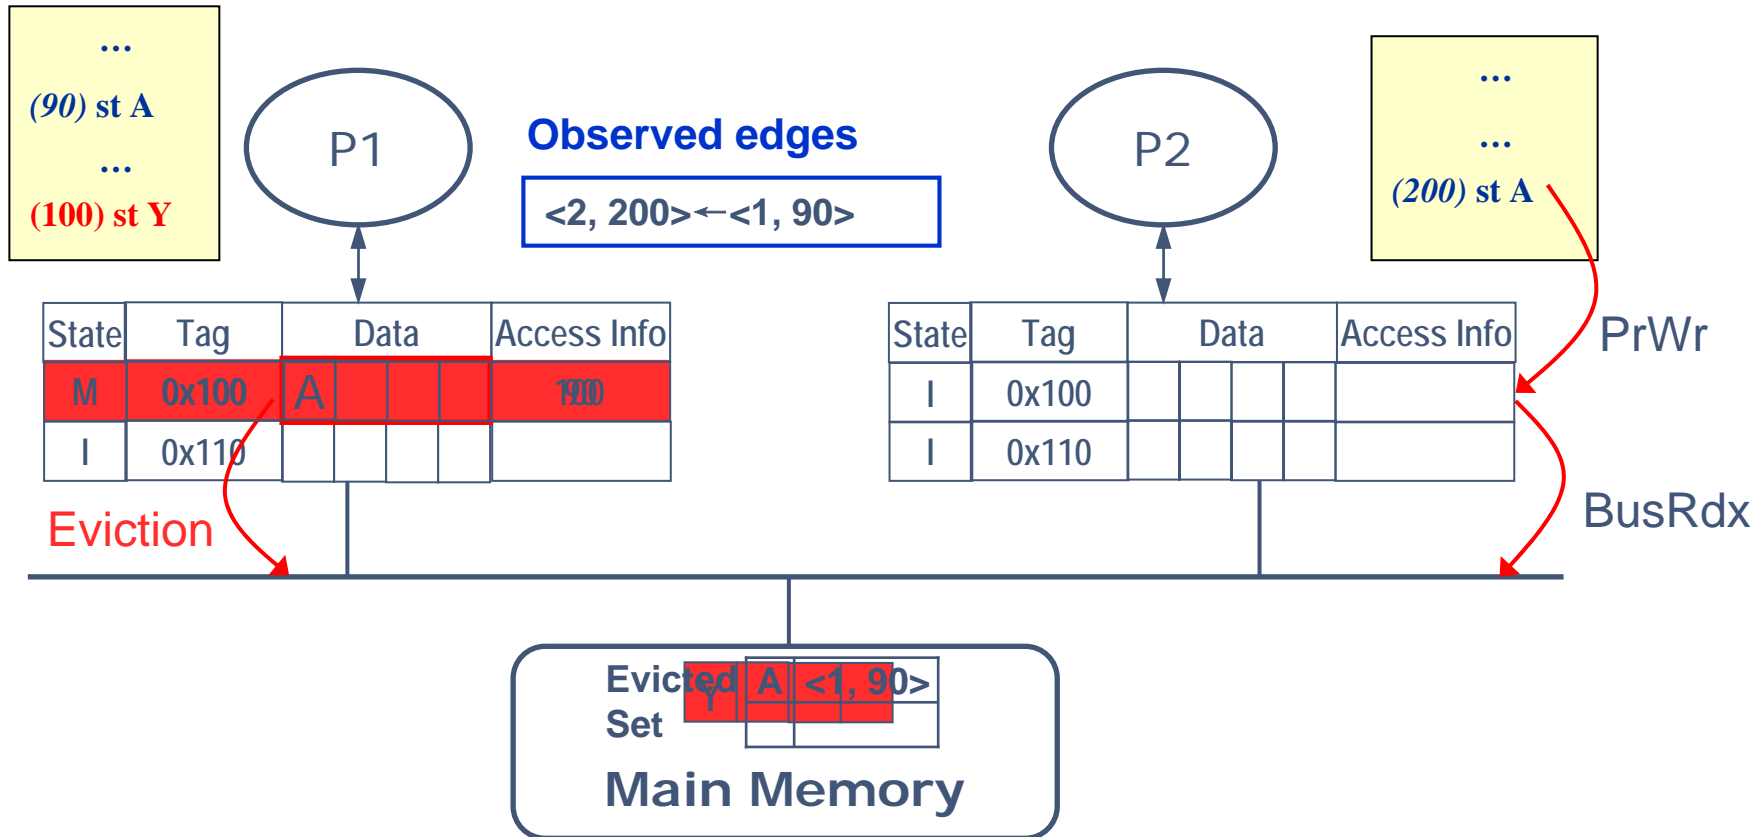 ...
(90) st A
...
(100) st Y
P1
Observed edges
<2, 200>←<1, 90>
P2
...
...
(200) st A
State Tag Data Access Info
M 0x100 A
I 0x110
Eviction
State Tag Data Access Info
I 0x100
I 0x110
PrWr
BusRdx
Evicted A <1, 90>
Set
Y
Main Memory